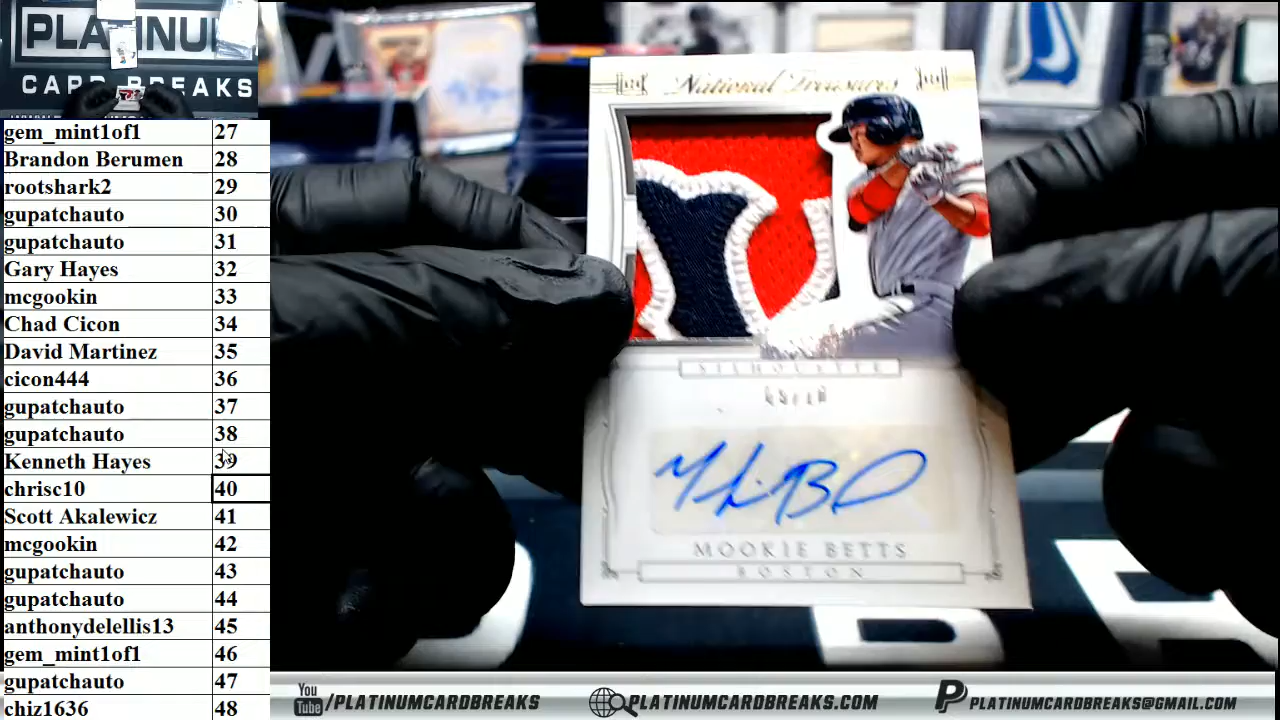 PLATINU
CARD BREAKS
gem_mint1of1 27
Brandon Berumen 28
rootshark2 29
gupatchauto 30
gupatchauto 31
Gary Hayes 32
mcgookin 33
Chad Cicon 34
David Martinez 35
cicon444 36
gupatchauto 37
gupatchauto 38
Kenneth Hayes 39
chrisc10 40
Scott Akalewicz 41
mcgookin 42
gupatchauto 43
gupatchauto 44
anthonydelellis13 45
gem_mint1of1 46
gupatchauto 47
chiz1636 48
National Treasures
SILHOUETTE
MOOKIE BETTS
BOSTON
You Tube /PLATINUMCARDBREAKS
PLATINUMCARDBREAKS.COM
PLATINUMCARDBREAKS@GMAIL.COM